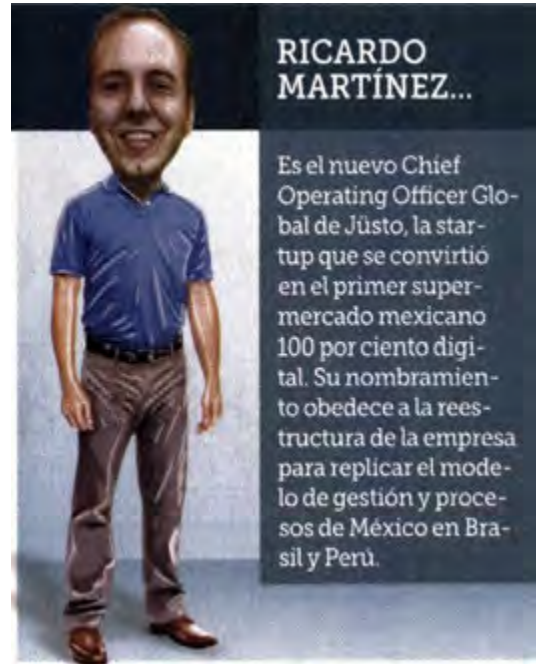 RICARDO
MARTÍNEZ...
Es el nuevo Chief
Operating Officer Glo-
bal de Jüsto, la star-
tup que se convirtió
en el primer super-
mercado mexicano
100 por ciento digi-
tal. Su nombramien-
to obedece a la rees-
tructura de la empresa
para replicar el mode-
lo de gestión y proce-
sos de México en Bra-
sil y Perú.